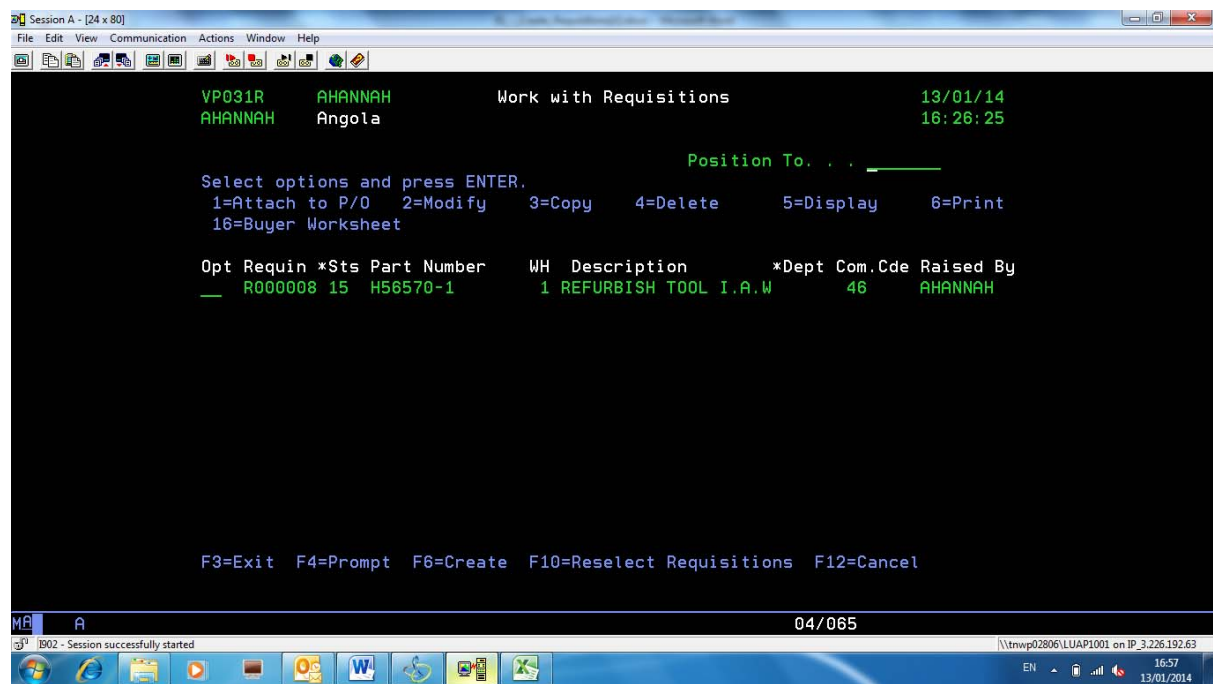 Session A - [24 x 80]
File Edit View Communication Actions Window Help
VP031R AHANNAH Work with Requisitions 13/01/14
AHANNAH Angola 16:26:25
Position To. . .
Select options and press ENTER.
1=Attach to P/O 2=Modify 3=Copy 4=Delete 5=Display 6=Print
16=Buyer Worksheet
Opt Requin *Sts Part Number WH Description *Dept Com.Cde Raised By
R000008 15 H56570-1 1 REFURBISH TOOL I.A.W 46 AHANNAH
F3=Exit F4=Prompt F6=Create F10=Reselect Requisitions F12=Cancel
MA A 04/065
I902 - Session successfully started \\tnwp02806\LUAP1001 on IP_3.226.192.63
EN 16:57
13/01/2014